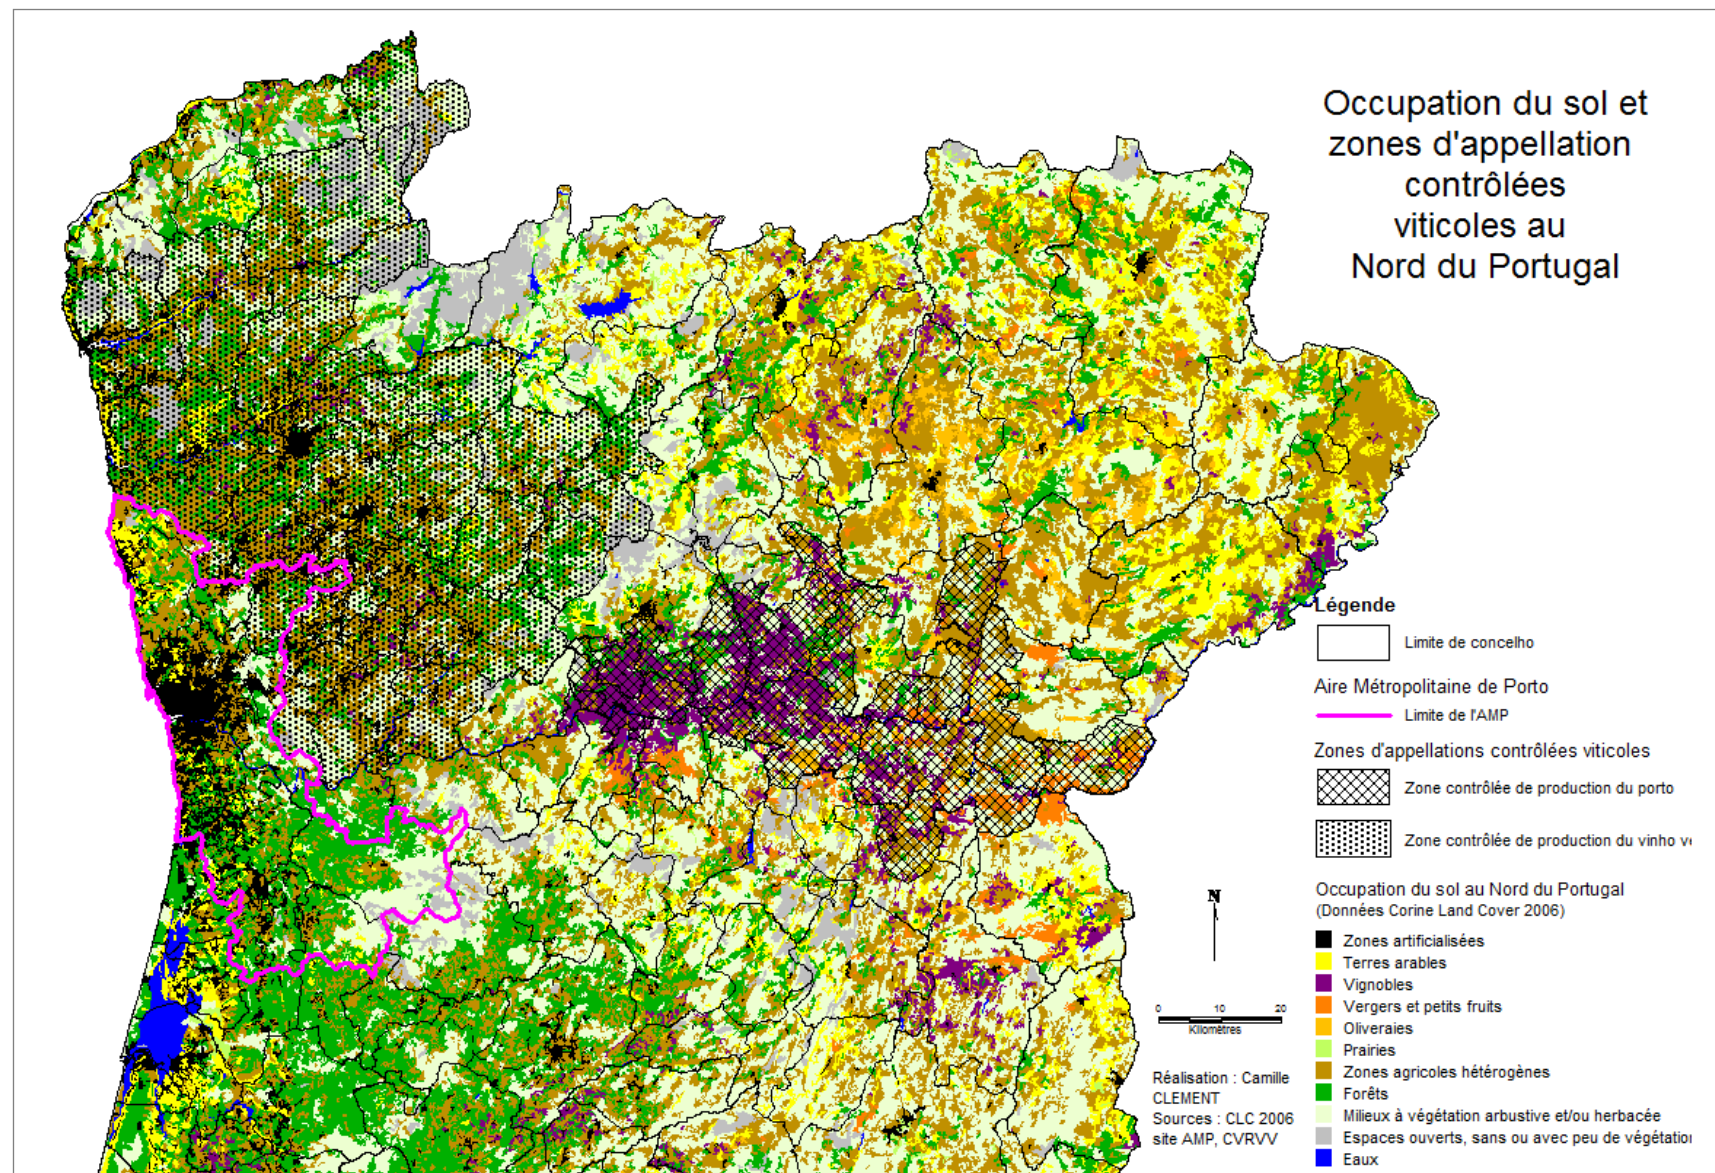 Occupation du sol et
zones d'appellation
contrôlées
viticoles au
Nord du Portugal
Légende
Limite de concelho
Aire Métropolitaine de Porto
Limite de l'AMP
Zones d'appellations contrôlées viticoles
Zone contrôlée de production du porto
Zone contrôlée de production du vinho ve
Occupation du sol au Nord du Portugal
(Données Corine Land Cover 2006)
Zones artificialisées
Terres arables
Vignobles
Vergers et petits fruits
Oliveraies
Prairies
Zones agricoles hétérogènes
Forêts
Milieux à végétation arbustive et/ou herbacée
Espaces ouverts, sans ou avec peu de végétation
Eaux
N
0 10 20
Kilomètres
Réalisation : Camille
CLEMENT
Sources : CLC 2006
site AMP, CVRVV